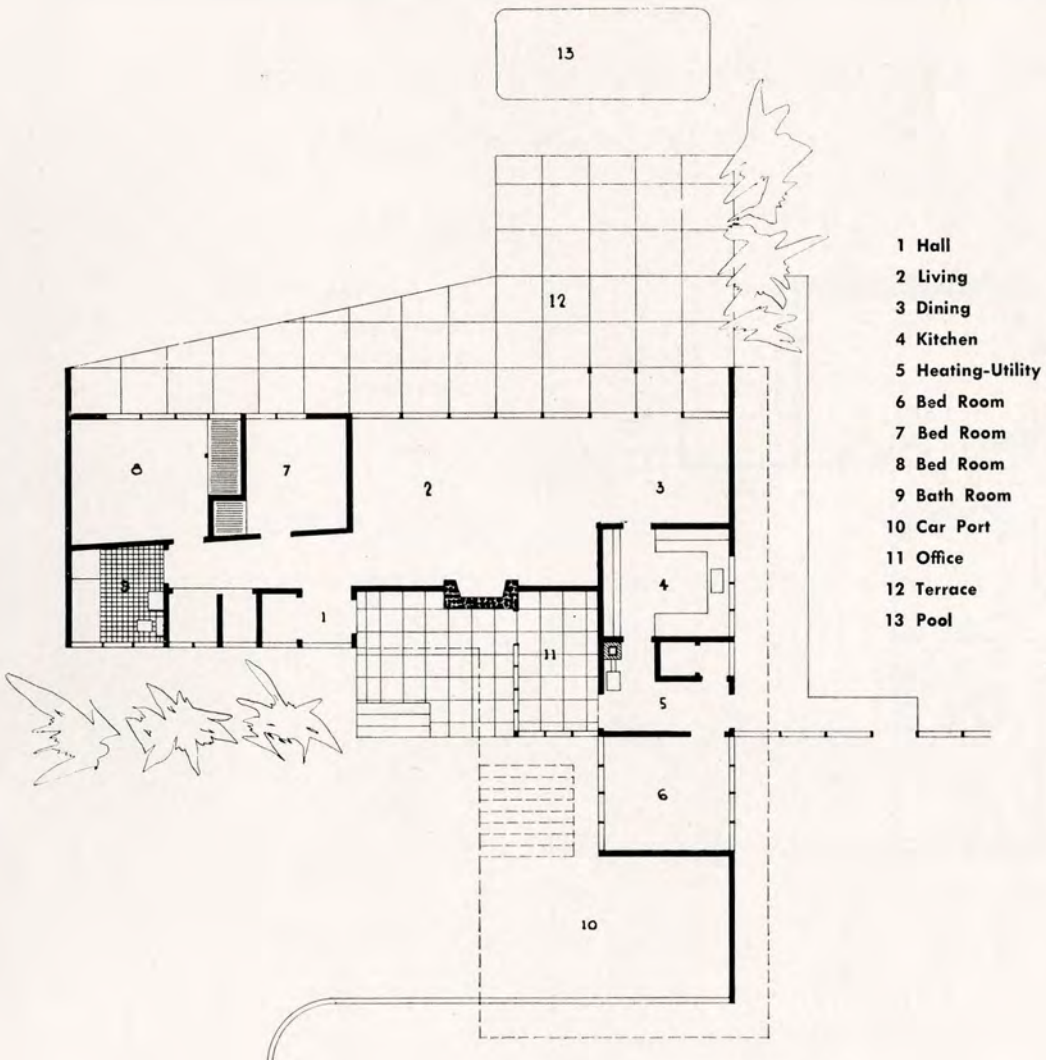 13
12
1 Hall
2 Living
3 Dining
4 Kitchen
5 Heating-Utility
6 Bed Room
7 Bed Room
8 Bed Room
9 Bath Room
10 Car Port
11 Office
12 Terrace
13 Pool
8
7
2
3
9
4
1
11
5
6
10